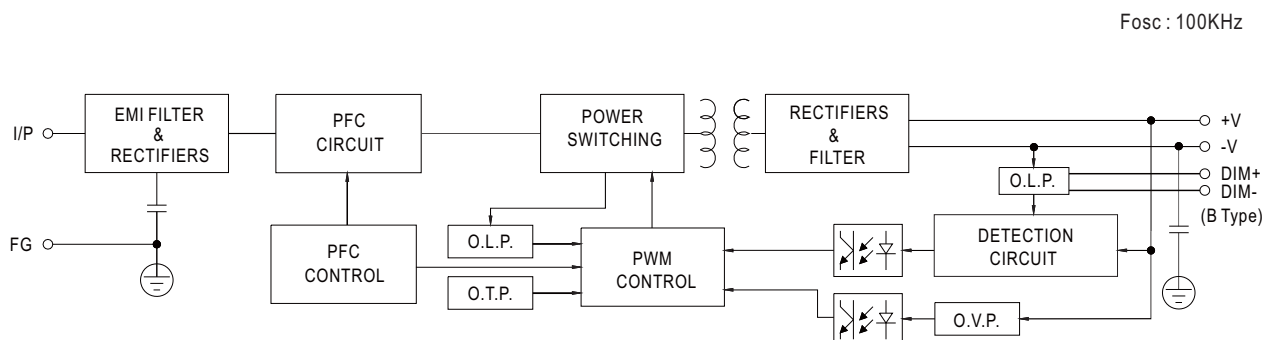 Fosc : 100KHz
I/P
EMI FILTER
&
RECTIFIERS
PFC
CIRCUIT
POWER
SWITCHING
RECTIFIERS
&
FILTER
+V
-V
DIM+
DIM-
(B Type)
O.L.P.
FG
PFC
CONTROL
O.L.P.
O.T.P.
PWM
CONTROL
DETECTION
CIRCUIT
O.V.P.